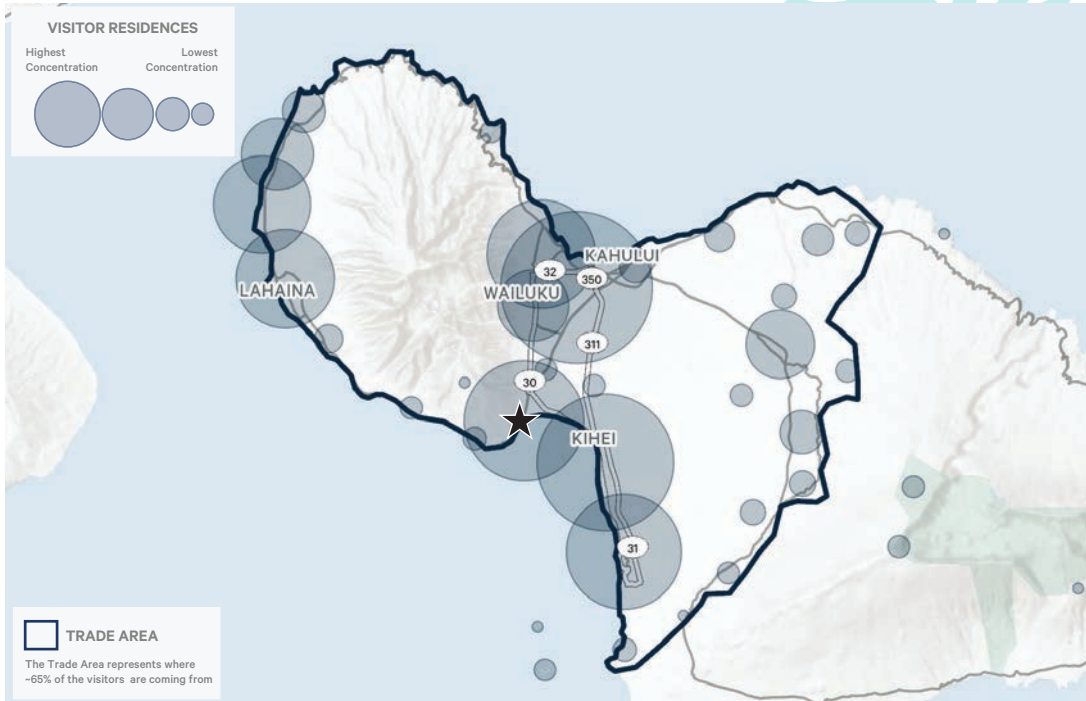 VISITOR RESIDENCES
Highest
Concentration
Lowest
Concentration
KAHULUI
32
350
WAILUKU
LAHAINA
311
30
KIHEI
31
TRADE AREA
The Trade Area represents where
~65% of the visitors are coming from